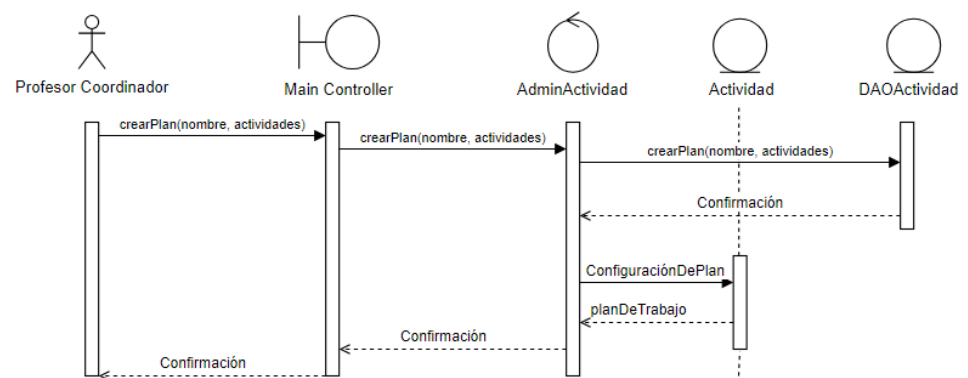 Profesor Coordinador
Main Controller
AdminActividad
Actividad
DAOActividad
crearPlan(nombre, actividades)
crearPlan(nombre, actividades)
crearPlan(nombre, actividades)
Confirmación
ConfiguraciónDePlan
planDeTrabajo
Confirmación
Confirmación